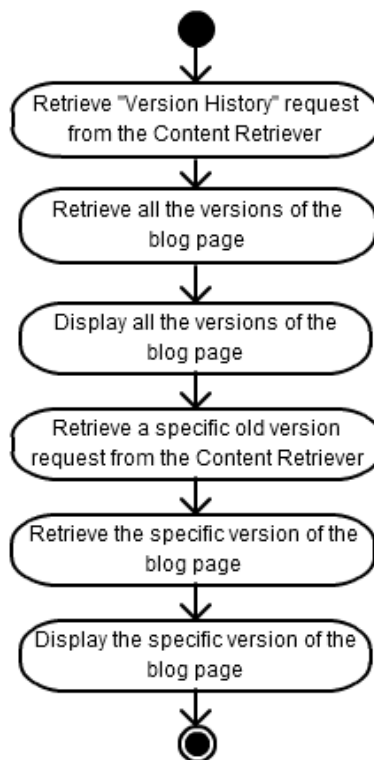 Retrieve "Version History" request
from the Content Retriever
Retrieve all the versions of the
blog page
Display all the versions of the
blog page
Retrieve a specific old version
request from the Content Retriever
Retrieve the specific version of the
blog page
Display the specific version of the
blog page